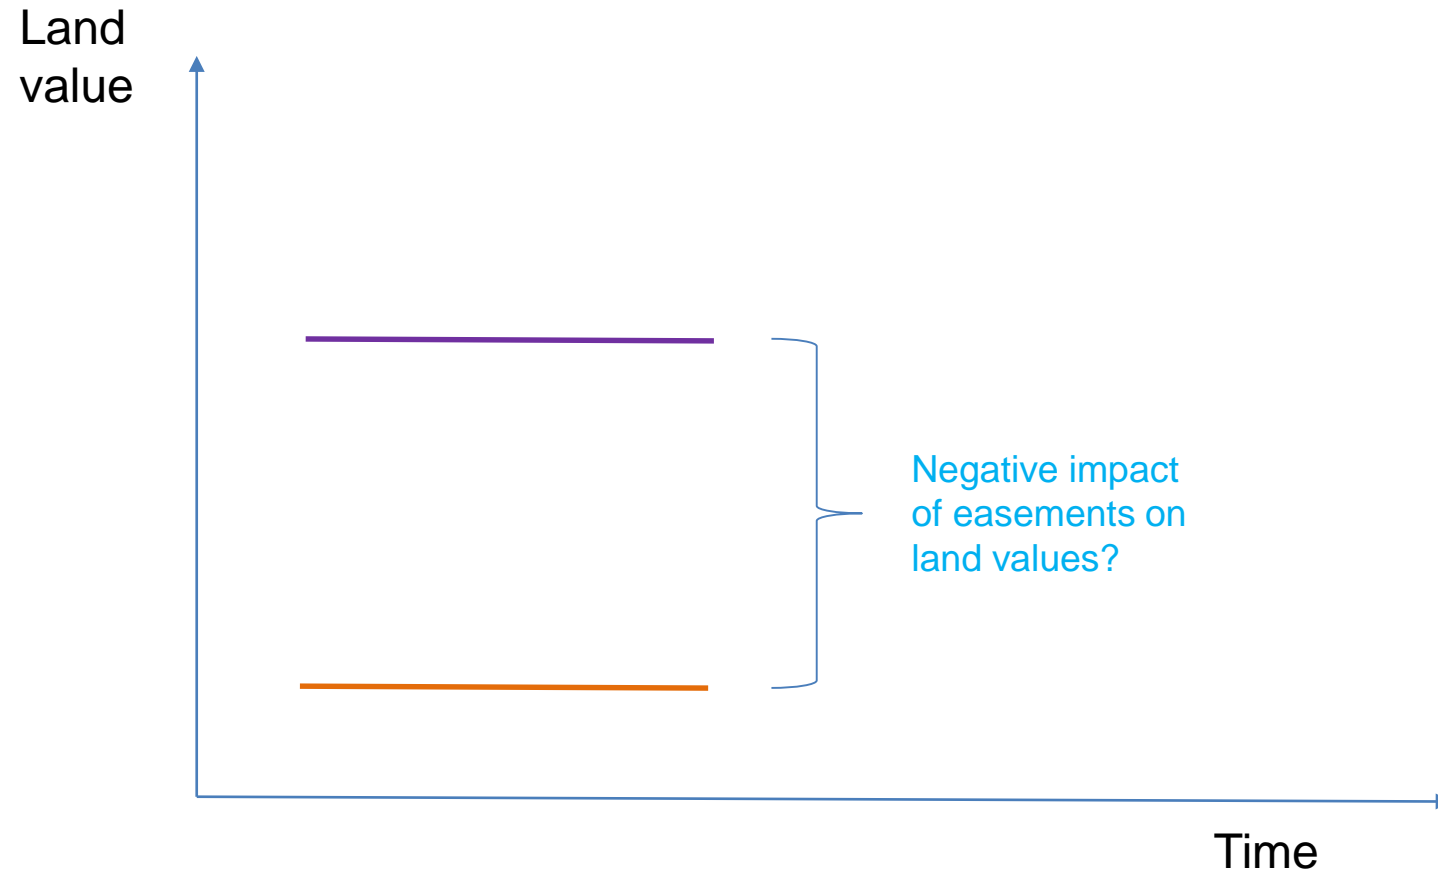 Land
value
Negative impact
of easements on
land values?
Time